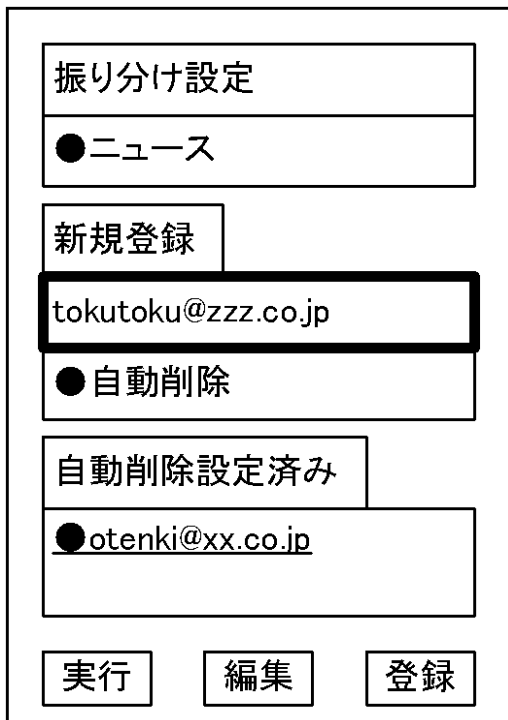 振り分け設定
●ニュース
新規登録
tokutoku@zzz.co.jp
●自動削除
自動削除設定済み
●otenki@xx.co.jp
実行 編集 登録